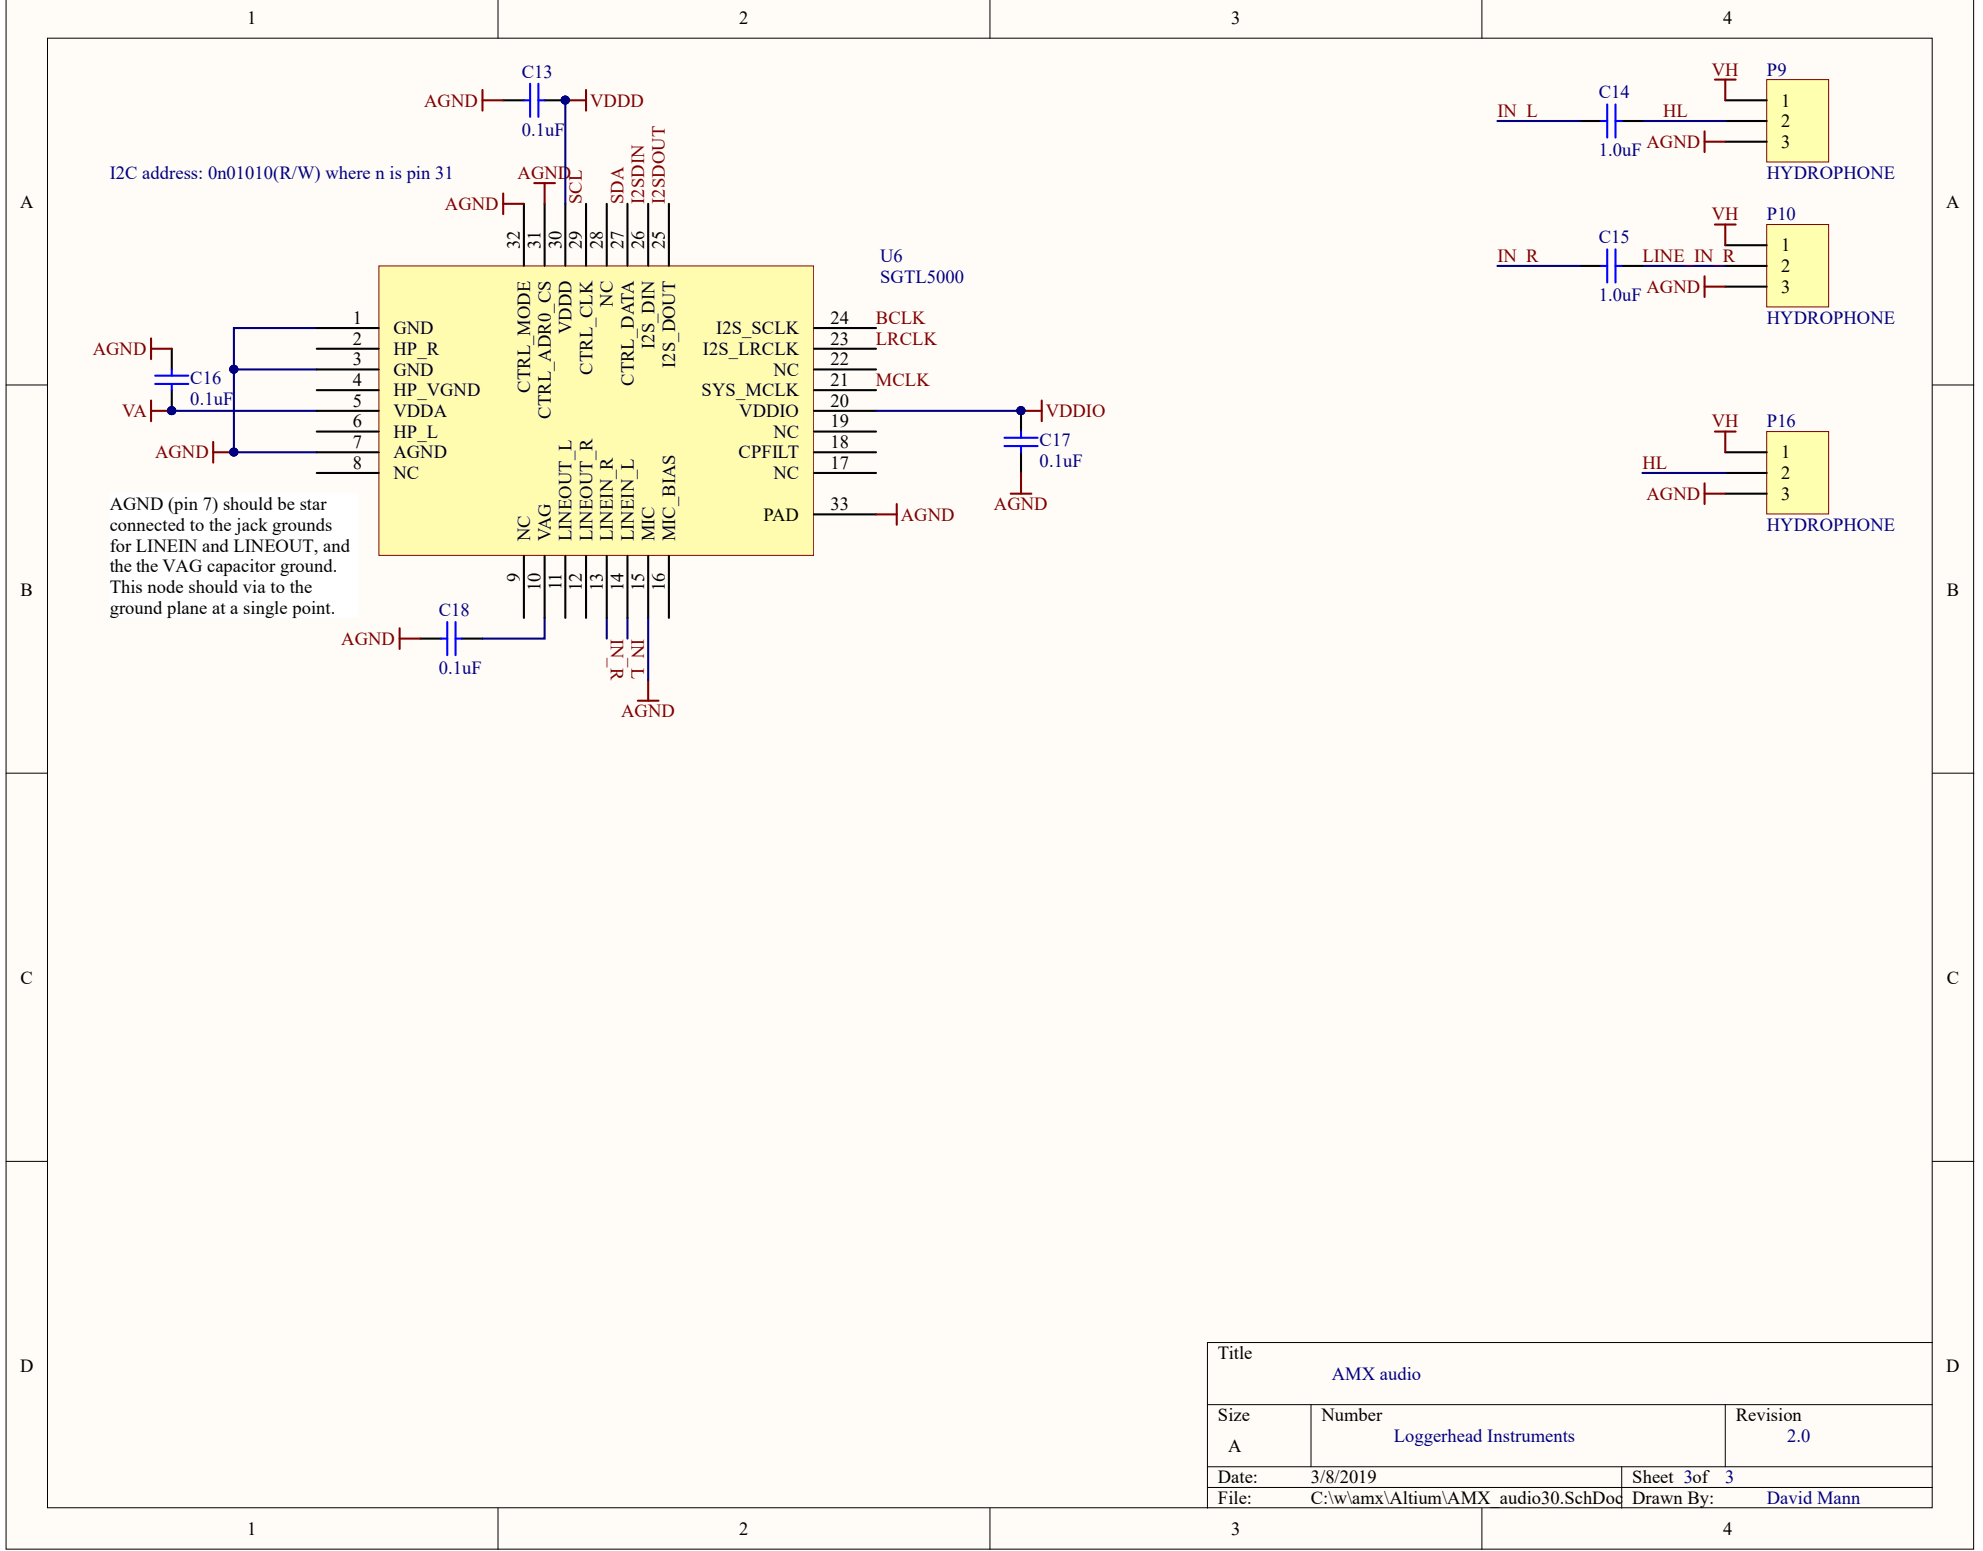 1 2 3 4
A
B
C
D
A
B
C
D
C13
AGND VDDD
0.1uF
I2C address: 0n01010(R/W) where n is pin 31
AGND
AGND
SCL
SDA
I2SDIN
I2SDOUT
32 31 30 29 28 27 26 25
U6
SGTL5000
CTRL_MODE
CTRL_ADR0_CS
VDDD
CTRL_CLK
NC
CTRL_DATA
I2S_DIN
I2S_DOUT
1 GND
2 HP_R
3 GND
4 HP_VGND
5 VDDA
6 HP_L
7 AGND
8 NC
AGND
C16
0.1uF
VA
AGND
I2S_SCLK 24 BCLK
I2S_LRCLK 23 LRCLK
NC 22
SYS_MCLK 21 MCLK
VDDIO 20 VDDIO
NC 19
CPFILT 18
NC 17
PAD 33 AGND
C17
0.1uF
AGND
NC
VAG
LINEOUT_L
LINEOUT_R
LINEIN_R
LINEIN_L
MIC
MIC_BIAS
9 10 11 12 13 14 15 16
AGND (pin 7) should be star
connected to the jack grounds
for LINEIN and LINEOUT, and
the the VAG capacitor ground.
This node should via to the
ground plane at a single point.
C18
AGND
0.1uF
IN_R
IN_L
AGND
VH P9
C14
IN_L HL 1
2
AGND 3
1.0uF
HYDROPHONE
VH P10
C15
IN_R LINE_IN_R 1
2
AGND 3
1.0uF
HYDROPHONE
VH P16
1
HL 2
AGND 3
HYDROPHONE
Title
AMX audio
Size Number Revision
A Loggerhead Instruments 2.0
Date: 3/8/2019 Sheet 3of 3
File: C:\w\amx\Altium\AMX_audio30.SchDoc Drawn By: David Mann
1 2 3 4